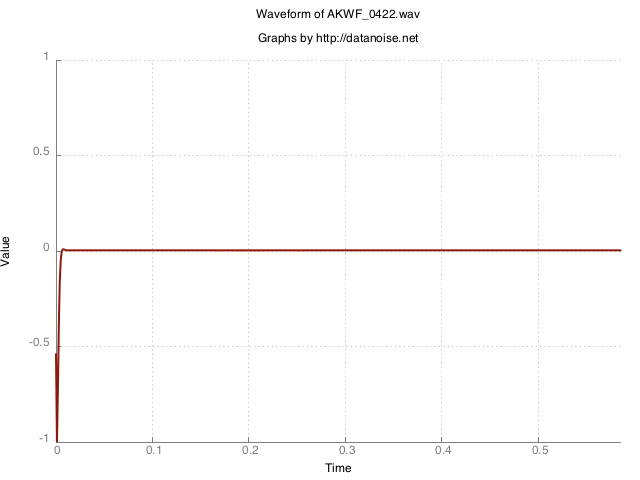 Waveform of AKWF_0422.wav
Graphs by http://datanoise.net
1
0.5
0
-0.5
-1
Value
0 0.1 0.2 0.3 0.4 0.5
Time